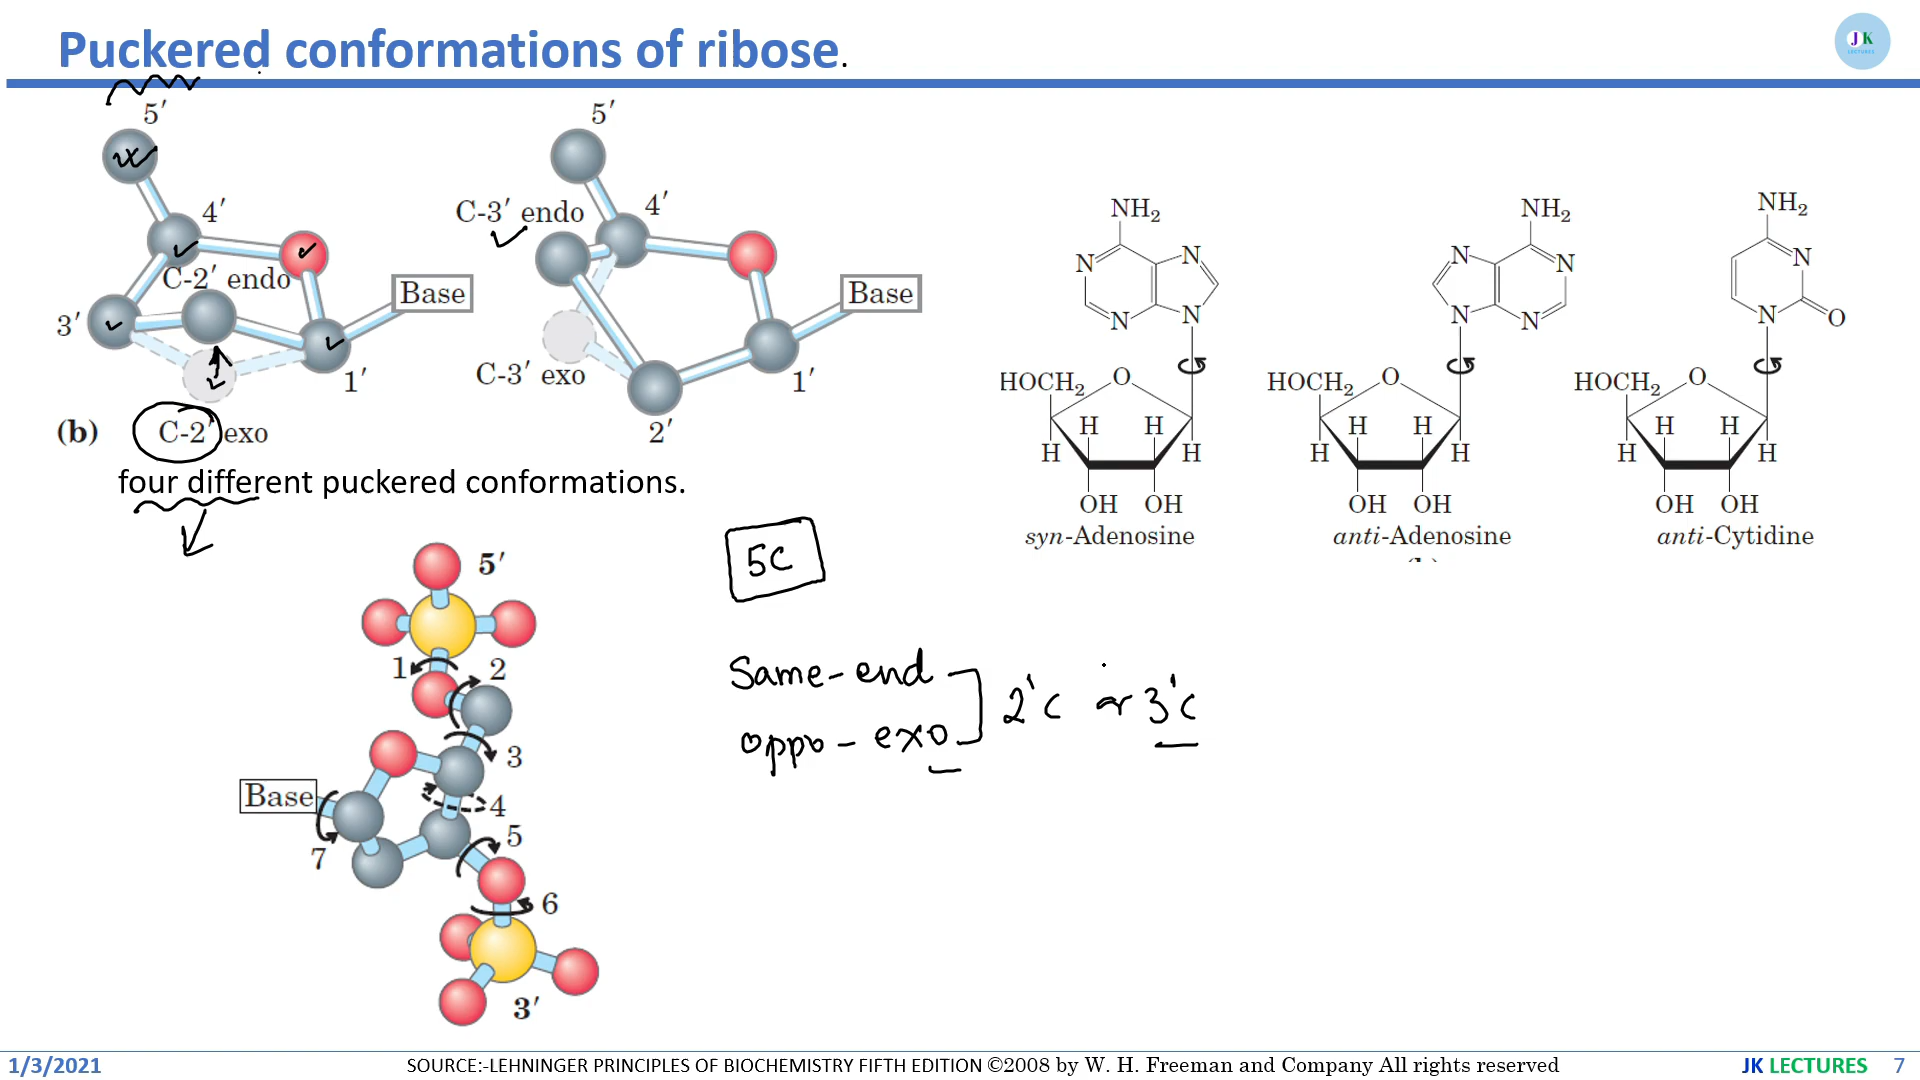 Puckered conformations of ribose.
JK
LECTURES
5′
4′
C-2′ endo
3′
Base
1′
(b)
C-2′ exo
5′
C-3′ endo
4′
Base
C-3′ exo
1′
2′
four different puckered conformations.
NH2
N
N
N
N
HOCH2
O
H
H
H
H
OH OH
syn-Adenosine
NH2
N
N
N
N
HOCH2
O
H
H
H
H
OH OH
anti-Adenosine
NH2
N
N
O
HOCH2
O
H
H
H
H
OH OH
anti-Cytidine
5C
Same-end
oppo - exo
2'c or 3'c
5′
1
2
3
4
Base
5
7
6
3′
1/3/2021
SOURCE:-LEHNINGER PRINCIPLES OF BIOCHEMISTRY FIFTH EDITION ©2008 by W. H. Freeman and Company All rights reserved
JK LECTURES
7